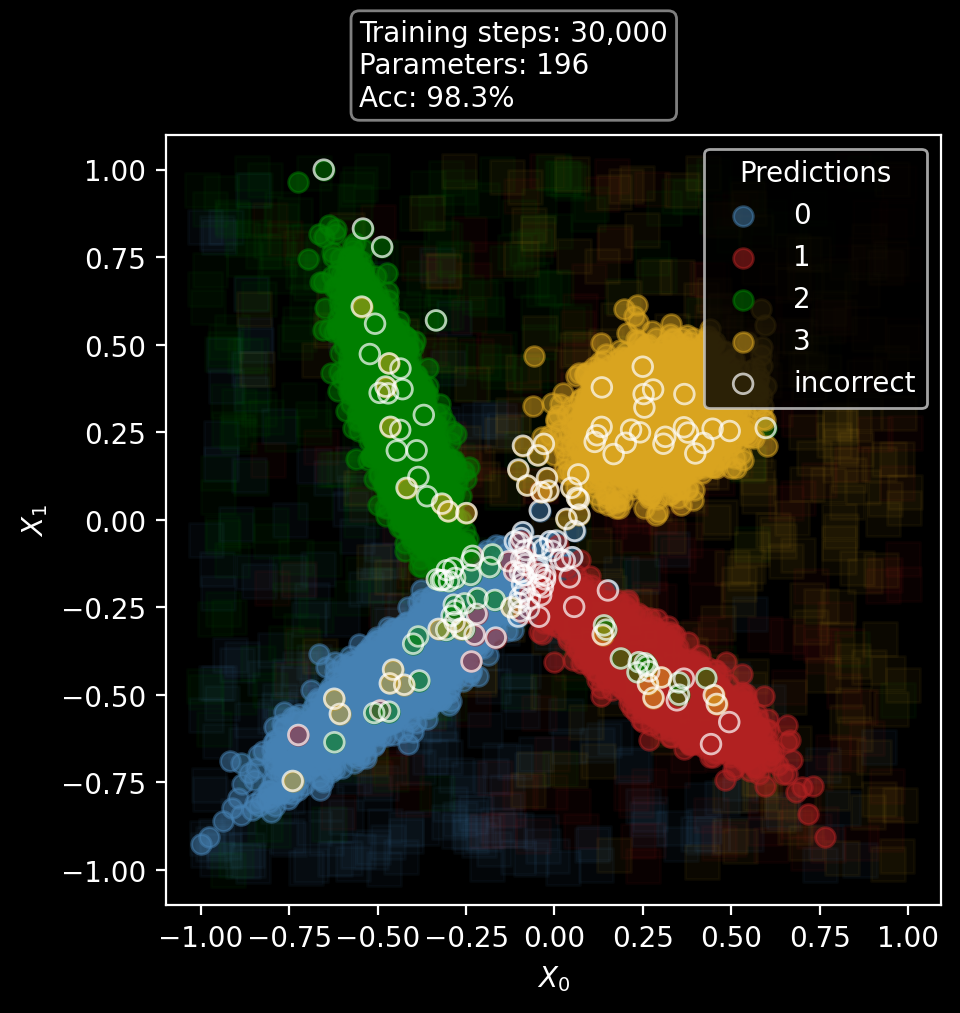 Training steps: 30,000
Parameters: 196
Acc: 98.3%
Predictions
0
1
2
3
incorrect
1.00
0.75
0.50
0.25
0.00
−0.25
−0.50
−0.75
−1.00
X₁
−1.00 −0.75 −0.50 −0.25 0.00 0.25 0.50 0.75 1.00
X₀